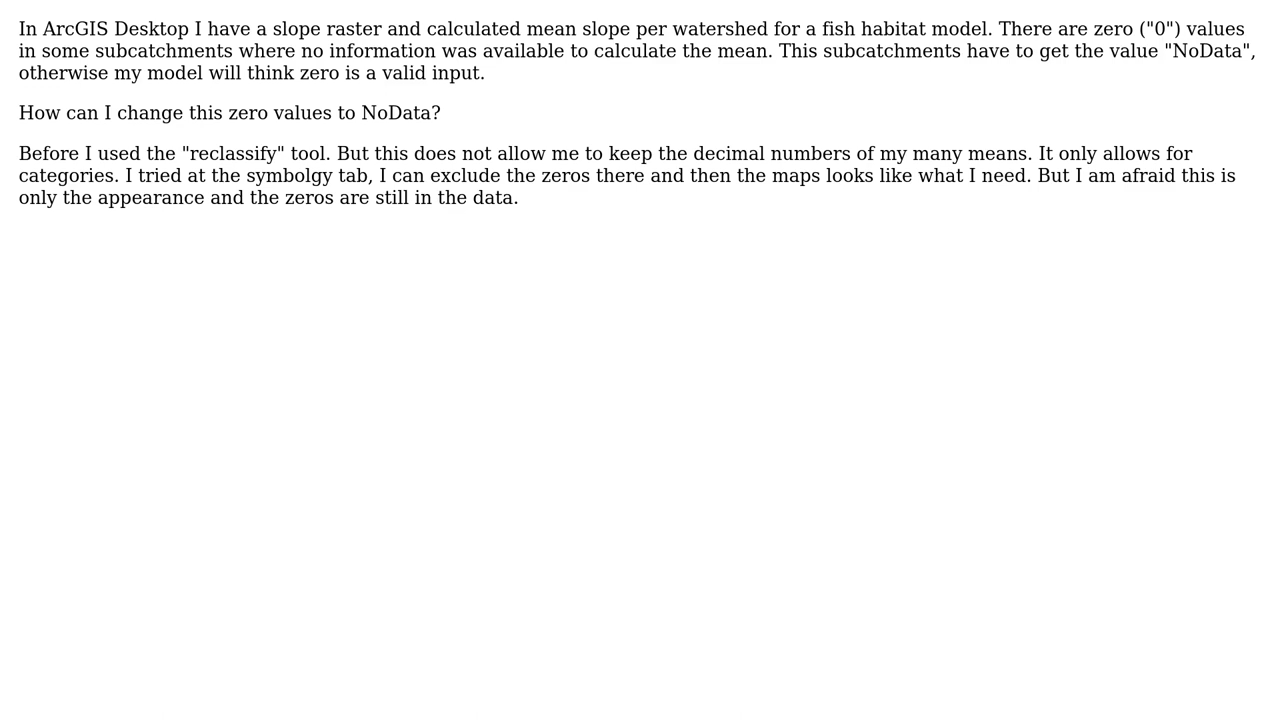 In ArcGIS Desktop I have a slope raster and calculated mean slope per watershed for a fish habitat model. There are zero ("0") values
in some subcatchments where no information was available to calculate the mean. This subcatchments have to get the value "NoData",
otherwise my model will think zero is a valid input.
How can I change this zero values to NoData?
Before I used the "reclassify" tool. But this does not allow me to keep the decimal numbers of my many means. It only allows for
categories. I tried at the symbolgy tab, I can exclude the zeros there and then the maps looks like what I need. But I am afraid this is
only the appearance and the zeros are still in the data.